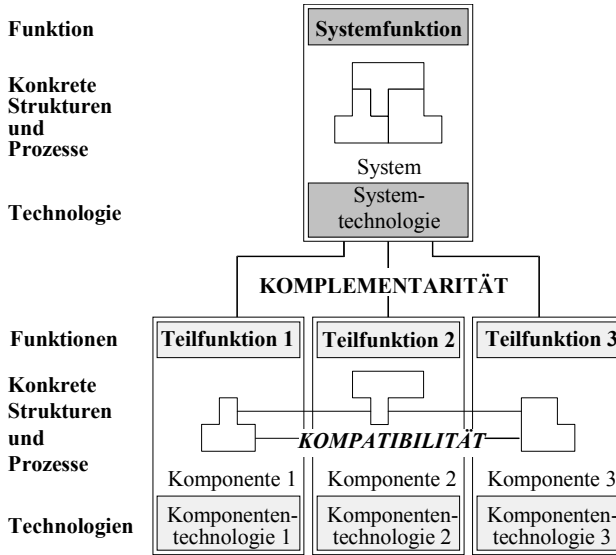 Funktion
Systemfunktion
Konkrete
Strukturen
und
Prozesse
System
Technologie
System-
technologie
KOMPLEMENTARITÄT
Funktionen
Teilfunktion 1
Teilfunktion 2
Teilfunktion 3
Konkrete
Strukturen
und
Prozesse
KOMPATIBILITÄT
Komponente 1
Komponente 2
Komponente 3
Technologien
Komponenten-
technologie 1
Komponenten-
technologie 2
Komponenten-
technologie 3